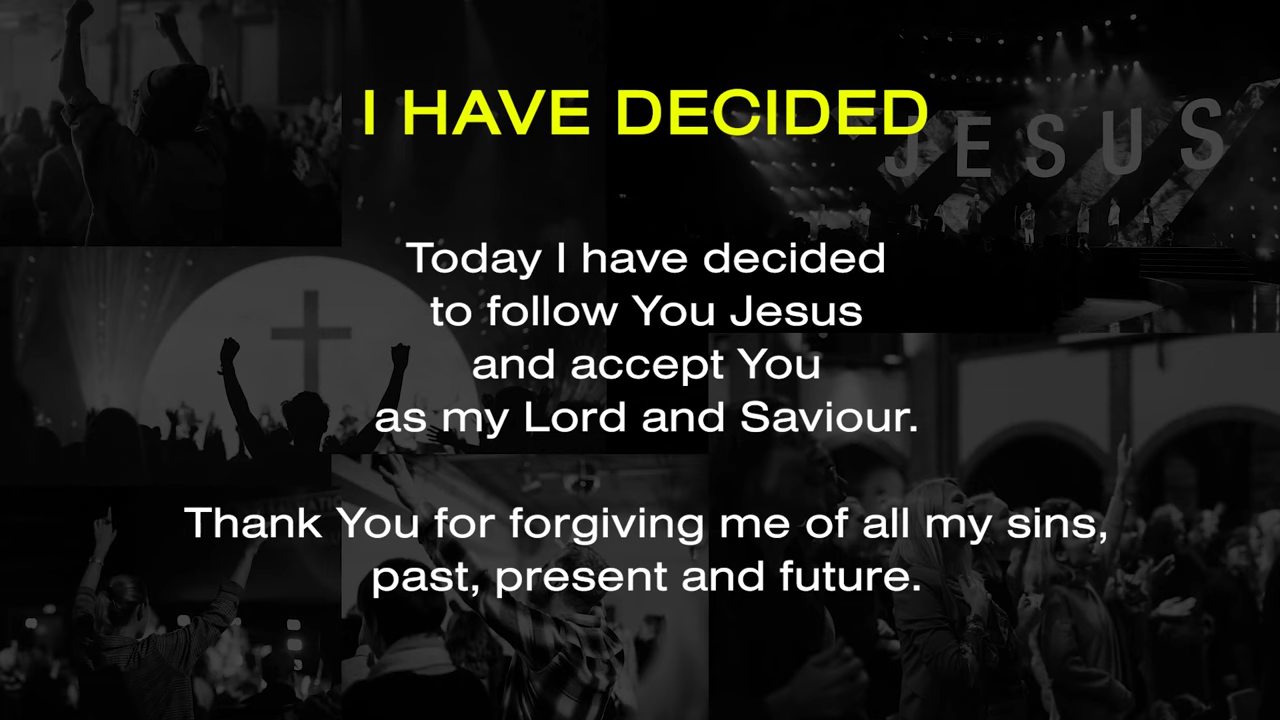 I HAVE DECIDED
JESUS
Today I have decided
to follow You Jesus
and accept You
as my Lord and Saviour.
Thank You for forgiving me of all my sins,
past, present and future.